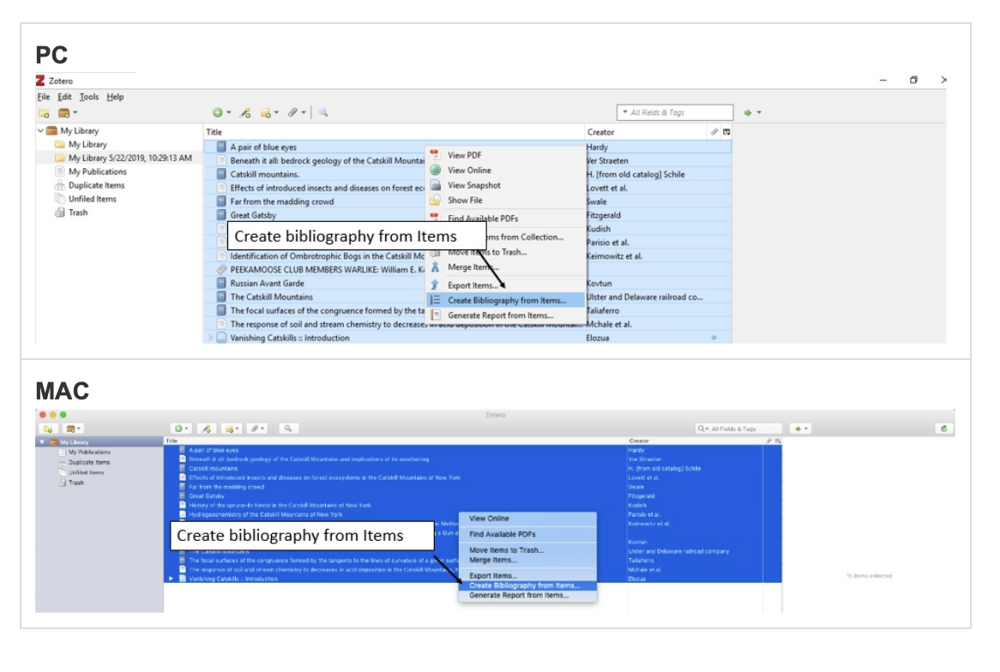 PC
Zotero
File Edit Tools Help
All Fields & Tags
My Library
My Library
My Library 5/22/2019, 10:29:13 AM
My Publications
Duplicate Items
Unfiled Items
Trash
Title Creator
A pair of blue eyes Hardy
Beneath it all: bedrock geology of the Catskill Mountai Ver Straeten
Catskill mountains. H. [from old catalog] Schile
Effects of introduced insects and diseases on forest eco Lovett et al.
Far from the madding crowd Swale
Great Gatsby Fitzgerald
Kudish
Parisio et al.
Identification of Ombrotrophic Bogs in the Catskill Mc Keimowitz et al.
PEEKAMOOSE CLUB MEMBERS WARLIKE: William E. K
Russian Avant Garde Kovtun
The Catskill Mountains Ulster and Delaware railroad co...
The focal surfaces of the congruence formed by the ta Taliaferro
The response of soil and stream chemistry to decreases in acid deposition in the Catskill Mountai... Mchale et al.
Vanishing Catskills :: Introduction Elozua
View PDF
View Online
View Snapshot
Show File
Find Available PDFs
ems from Collection...
Move Items to Trash...
Merge Items...
Export Items...
Create Bibliography from Items...
Generate Report from Items...
Create bibliography from Items
MAC
Zotero
All Fields & Tags
My Library
My Publications
Duplicate Items
Unfiled Items
Trash
Title Creator
A pair of blue eyes Hardy
Beneath it all: bedrock geology of the Catskill Mountains and implications of its weathering Ver Straeten
Catskill mountains. H. [from old catalog] Schile
Effects of introduced insects and diseases on forest ecosystems in the Catskill Mountains of New York Lovett et al.
Far from the madding crowd Swale
Great Gatsby Fitzgerald
History of the spruce-fir forest in the Catskill Mountains of New York Kudish
Hydrogeochemistry of the Catskill Mountains of New York Parisio et al.
Keimowitz et al.
Kovtun
The Catskill Mountains Ulster and Delaware railroad company
The focal surfaces of the congruence formed by the tangents to the lines of curvature of a given surfa Taliaferro
The response of soil and stream chemistry to decreases in acid deposition in the Catskill Mountains, N Mchale et al.
Vanishing Catskills :: Introduction Elozua
View Online
Find Available PDFs
Move Items to Trash...
Merge Items...
Export Items...
Create Bibliography from Items...
Generate Report from Items...
Create bibliography from Items
15 items selected